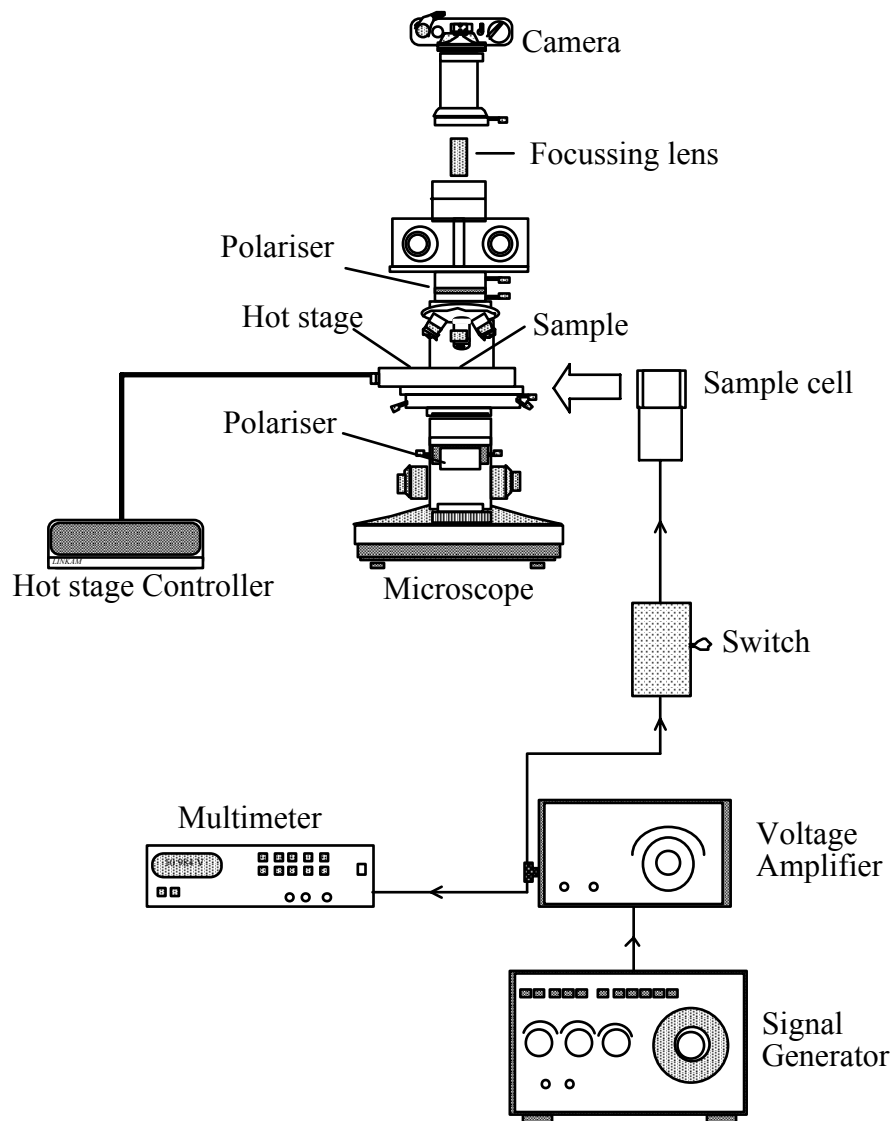 Camera
Focussing lens
Polariser
Hot stage
Sample
Sample cell
Polariser
LINKAM
Hot stage Controller
Microscope
Switch
Multimeter
Voltage
Amplifier
Signal
Generator